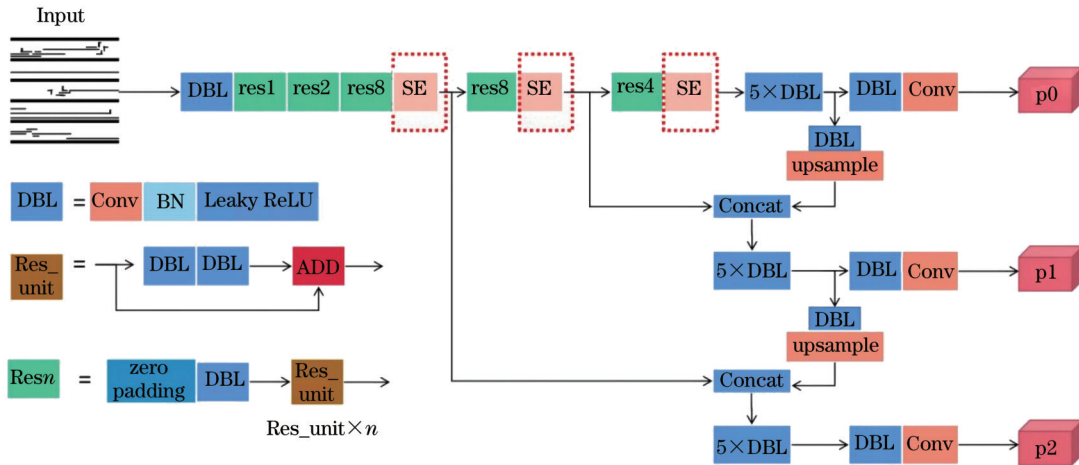 Input
DBL res1 res2 res8 SE res8 SE res4 SE 5×DBL DBL Conv p0
DBL
upsample
DBL = Conv BN Leaky ReLU
Concat
Res_
unit
= DBL DBL ADD
5×DBL DBL Conv p1
DBL
upsample
Resn = zero
padding
DBL Res_
unit
Concat
Res_unit×n
5×DBL DBL Conv p2